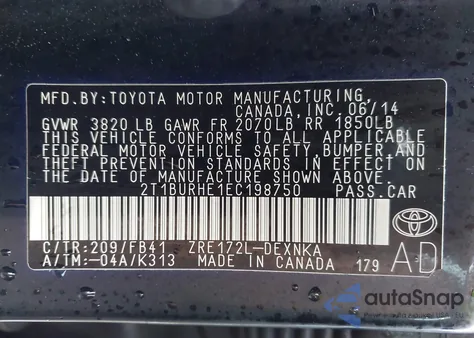 MFD.BY:TOYOTA MOTOR MANUFACTURING,
CANADA, INC. 06/14
GVWR 3820 LB GAWR FR 2070LB RR 1850LB
THIS VEHICLE CONFORMS TO ALL APPLICABLE
FEDERAL MOTOR VEHICLE SAFETY, BUMPER, AND
THEFT PREVENTION STANDARDS IN EFFECT ON
THE DATE OF MANUFACTURE SHOWN ABOVE.
2T1BURHE1EC198750 PASS.CAR
C/TR:209/FB41 ZRE172L-DEXNKA
A/TM:-04A/K313 MADE IN CANADA 179
AD
autoSnap